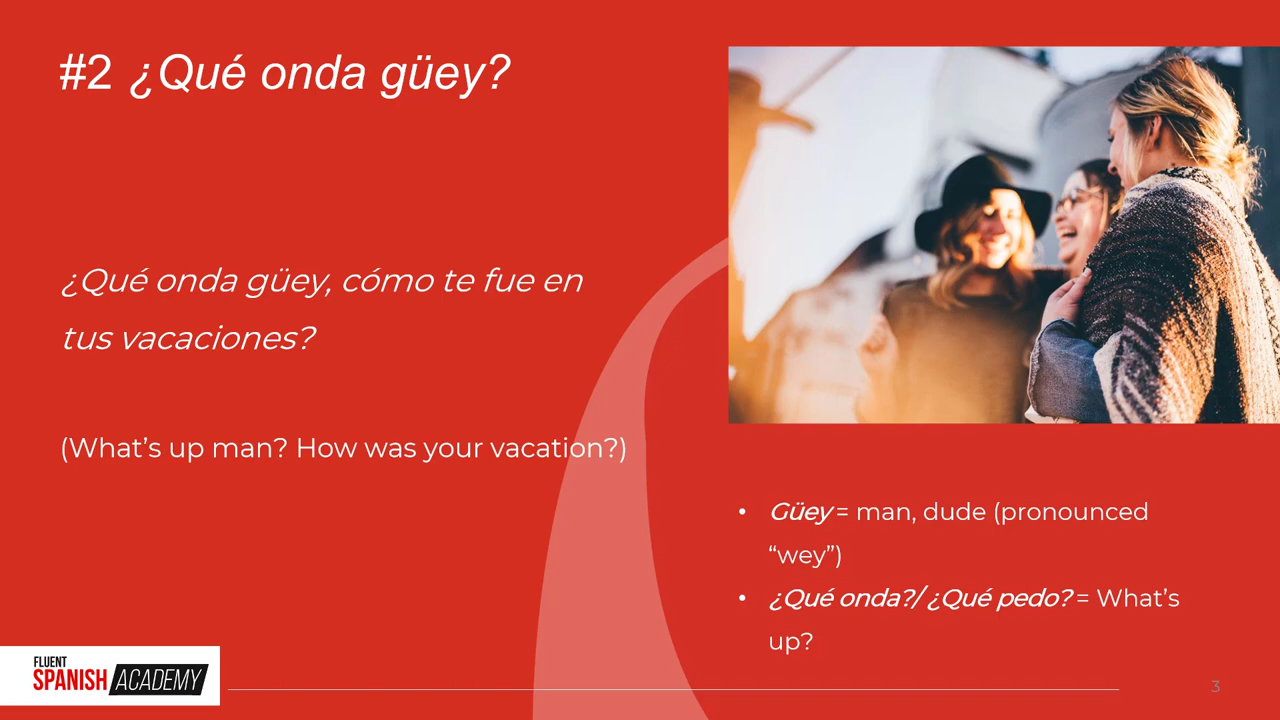 #2 ¿Qué onda güey?
¿Qué onda güey, cómo te fue en
tus vacaciones?
(What’s up man? How was your vacation?)
• Güey = man, dude (pronounced
“wey”)
• ¿Qué onda?/ ¿Qué pedo? = What’s
up?
FLUENT
SPANISH ACADEMY
3